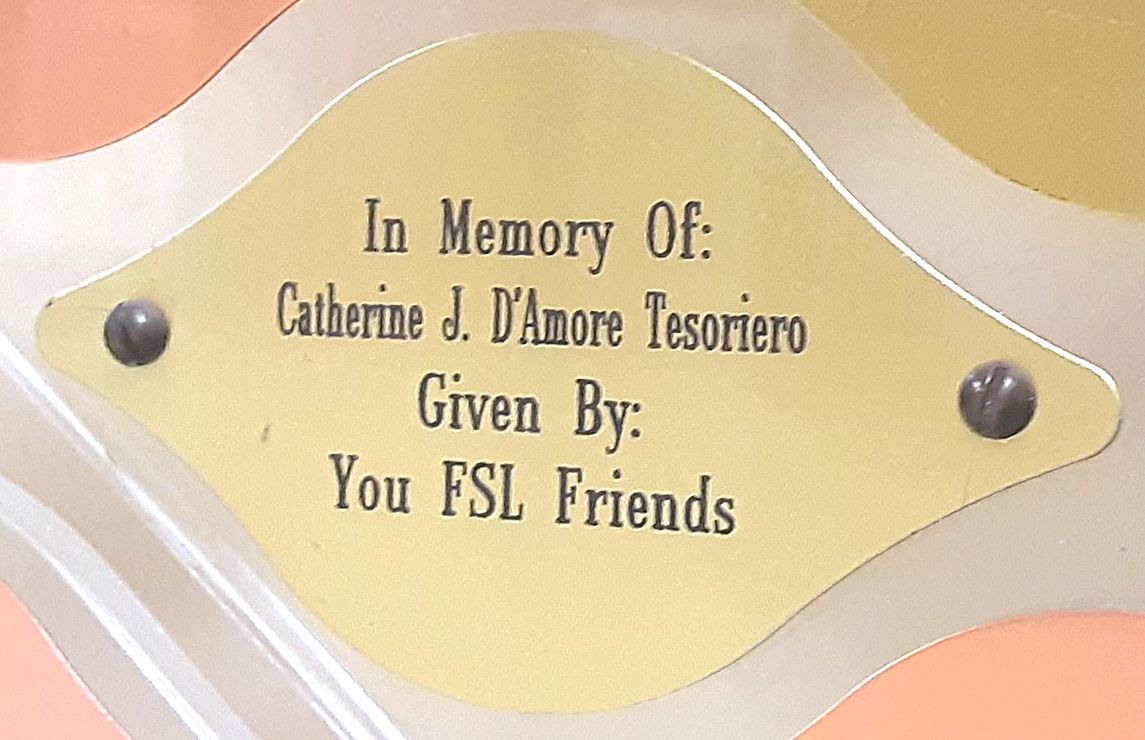 In Memory Of:
Catherine J. D'Amore Tesoriero
Given By:
You FSL Friends